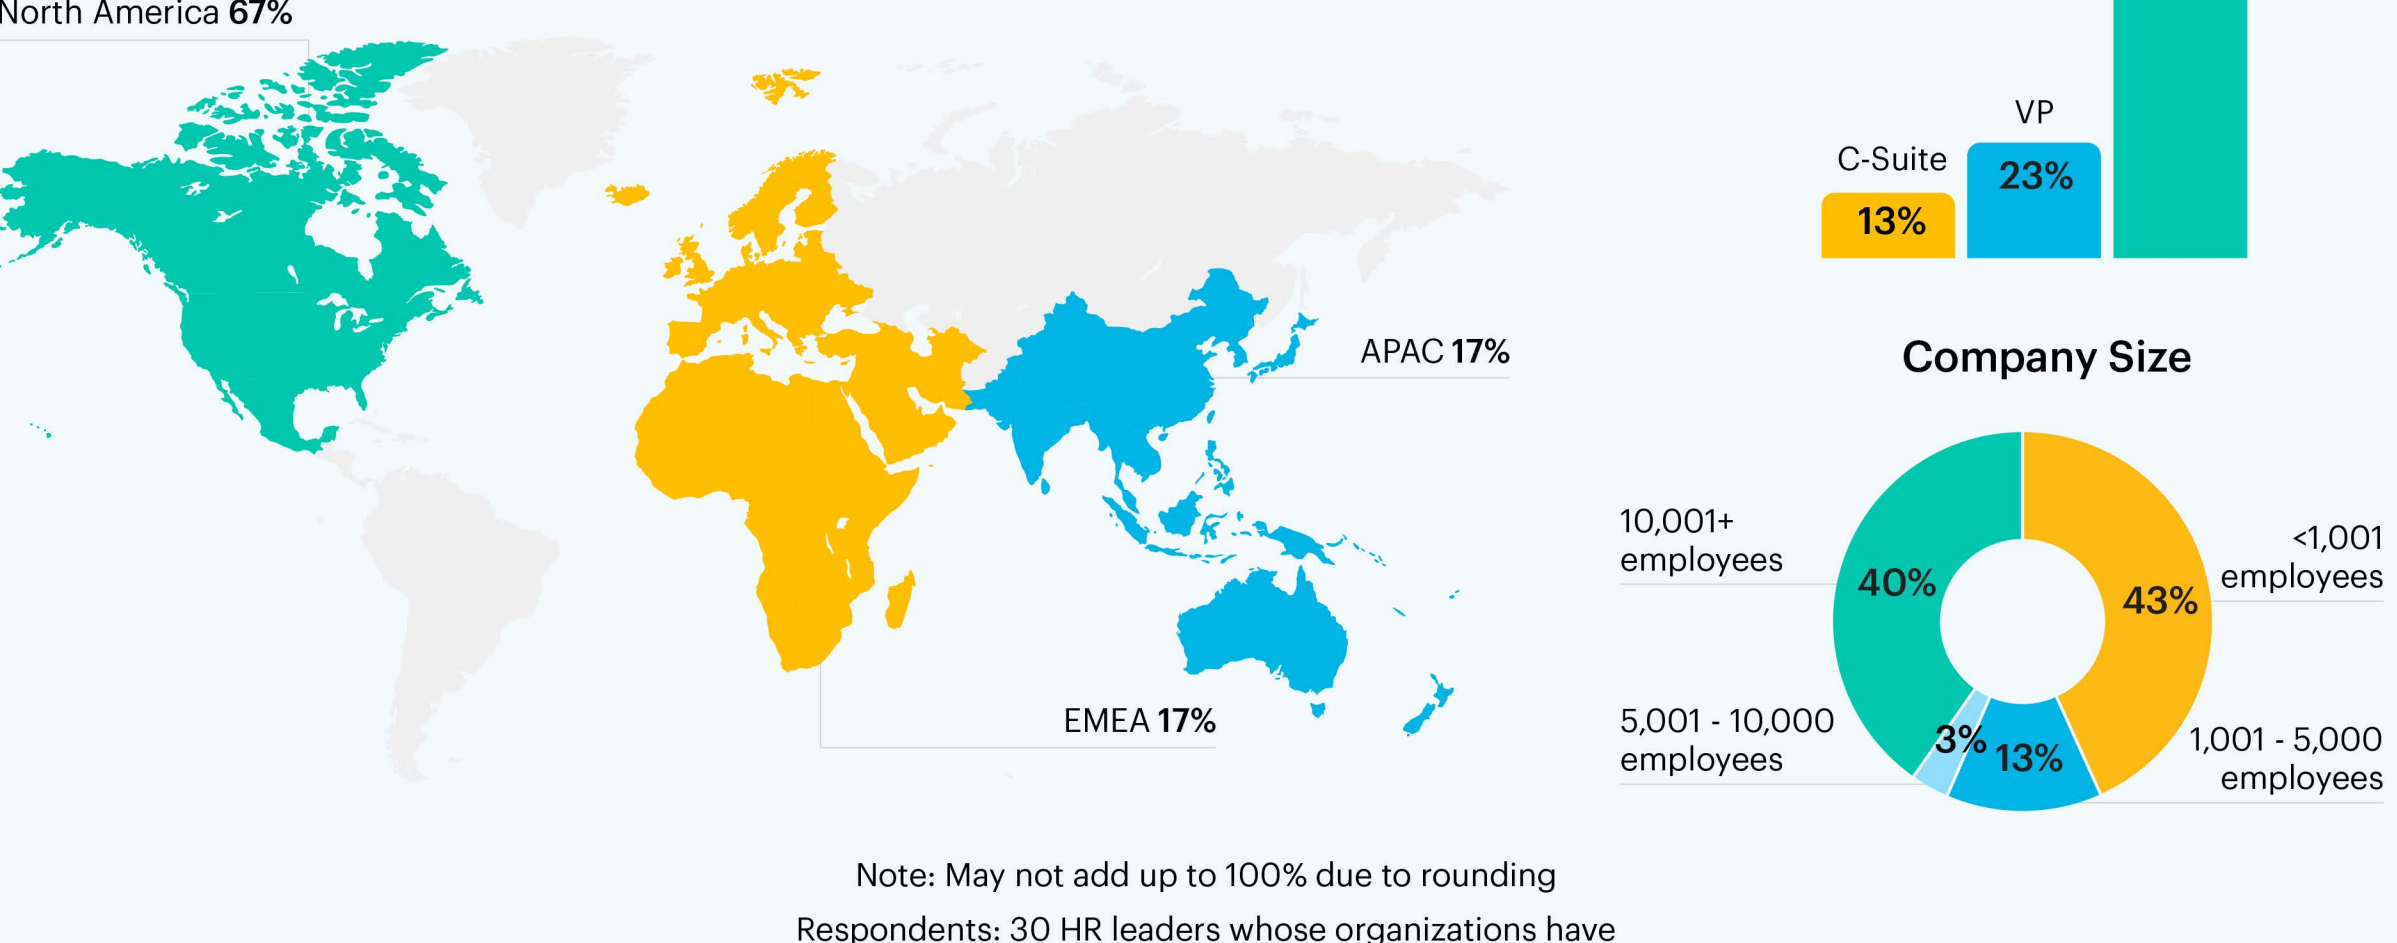 North America 67%
VP
C-Suite
23%
13%
APAC 17%
Company Size
10,001+
employees
<1,001
employees
40%
43%
EMEA 17%
5,001 - 10,000
employees
3%
13%
1,001 - 5,000
employees
Note: May not add up to 100% due to rounding
Respondents: 30 HR leaders whose organizations have